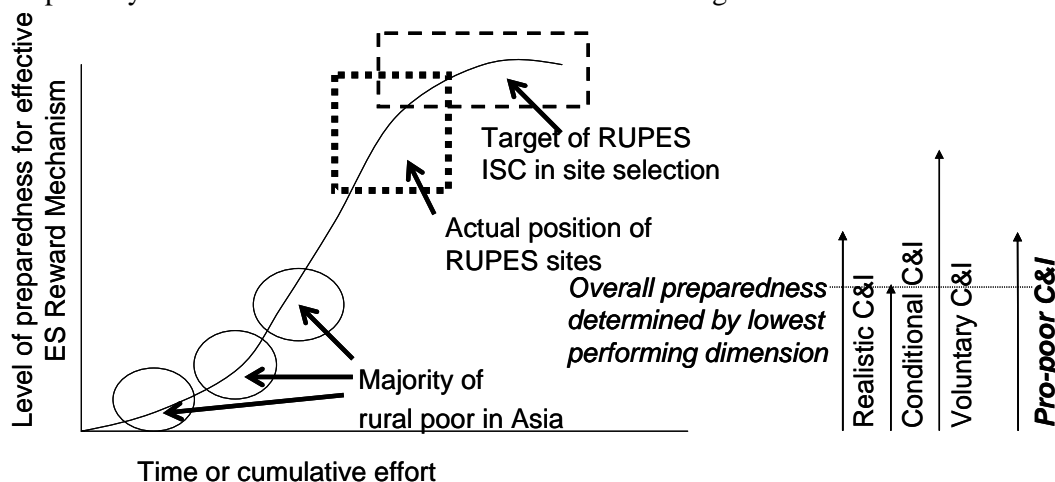 Level of preparedness for effective
ES Reward Mechanism
Target of RUPES
ISC in site selection
Actual position of
RUPES sites
Overall preparedness
determined by lowest
performing dimension
Majority of
rural poor in Asia
Realistic C&I
Conditional C&I
Voluntary C&I
Pro-poor C&I
Time or cumulative effort